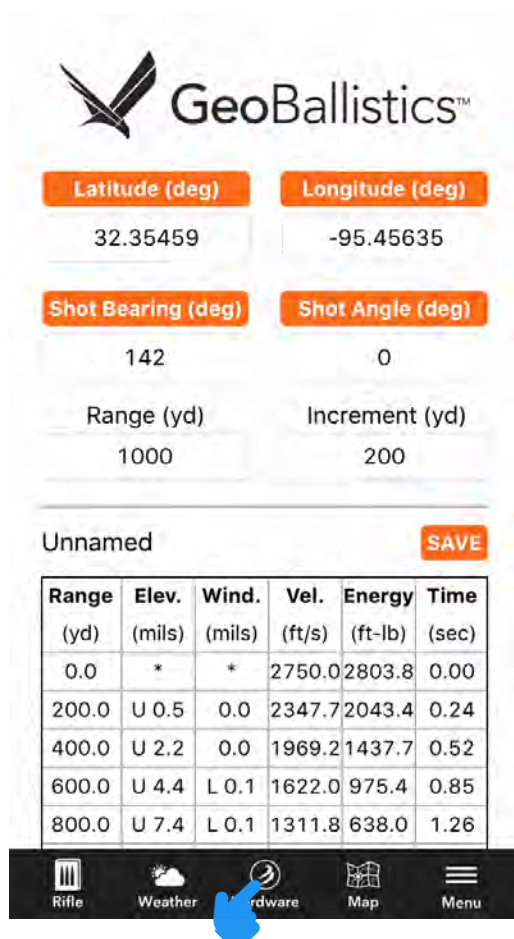 GeoBallistics™
Latitude (deg) Longitude (deg)
32.35459 -95.45635
Shot Bearing (deg) Shot Angle (deg)
142 0
Range (yd) Increment (yd)
1000 200
Unnamed SAVE
Range Elev. Wind. Vel. Energy Time
(yd) (mils) (mils) (ft/s) (ft-lb) (sec)
0.0 * * 2750.0 2803.8 0.00
200.0 U 0.5 0.0 2347.7 2043.4 0.24
400.0 U 2.2 0.0 1969.2 1437.7 0.52
600.0 U 4.4 L 0.1 1622.0 975.4 0.85
800.0 U 7.4 L 0.1 1311.8 638.0 1.26
Rifle Weather Map Menu